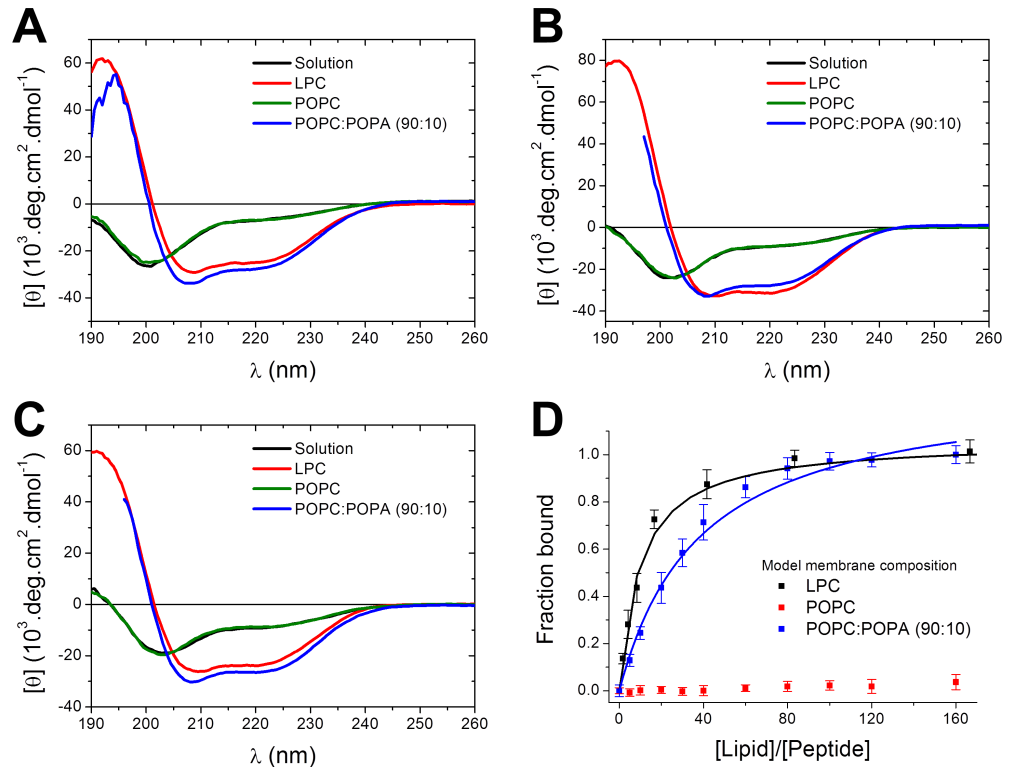 A
[θ] (10³.deg.cm².dmol⁻¹)
60
40
20
0
-20
-40
190 200 210 220 230 240 250 260
λ (nm)
Solution
LPC
POPC
POPC:POPA (90:10)
B
[θ] (10³.deg.cm².dmol⁻¹)
80
60
40
20
0
-20
-40
190 200 210 220 230 240 250 260
λ (nm)
Solution
LPC
POPC
POPC:POPA (90:10)
C
[θ] (10³.deg.cm².dmol⁻¹)
60
40
20
0
-20
-40
190 200 210 220 230 240 250 260
λ (nm)
Solution
LPC
POPC
POPC:POPA (90:10)
D
Fraction bound
1.0
0.8
0.6
0.4
0.2
0.0
0 40 80 120 160
[Lipid]/[Peptide]
Model membrane composition
LPC
POPC
POPC:POPA (90:10)